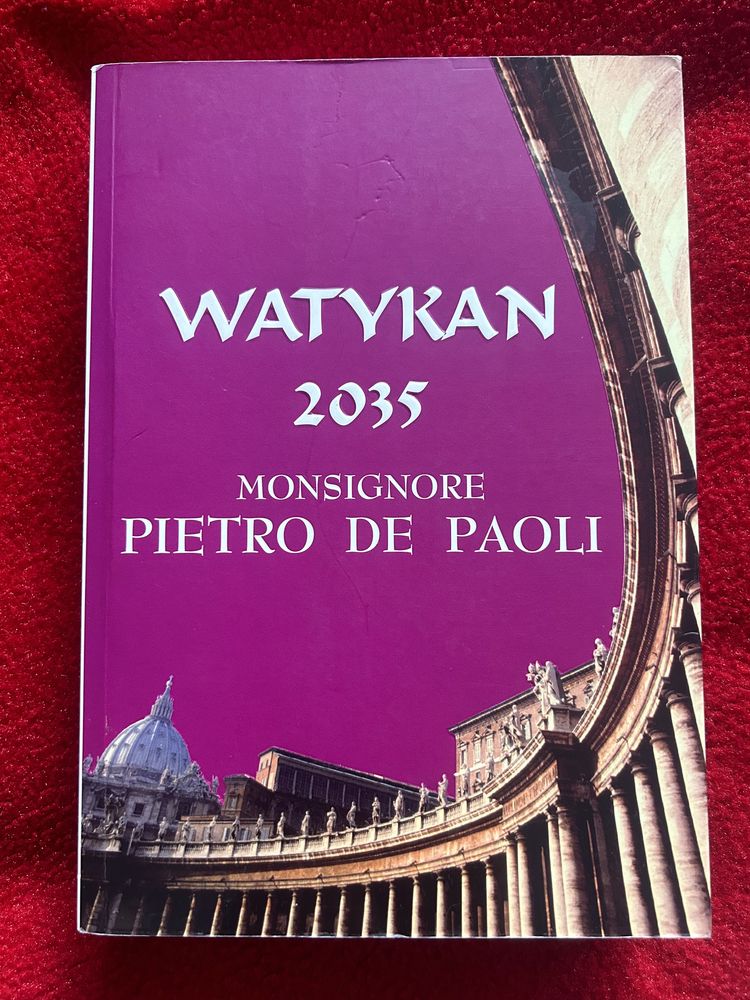 WATYKAN
2035
MONSIGNORE
PIETRO DE PAOLI